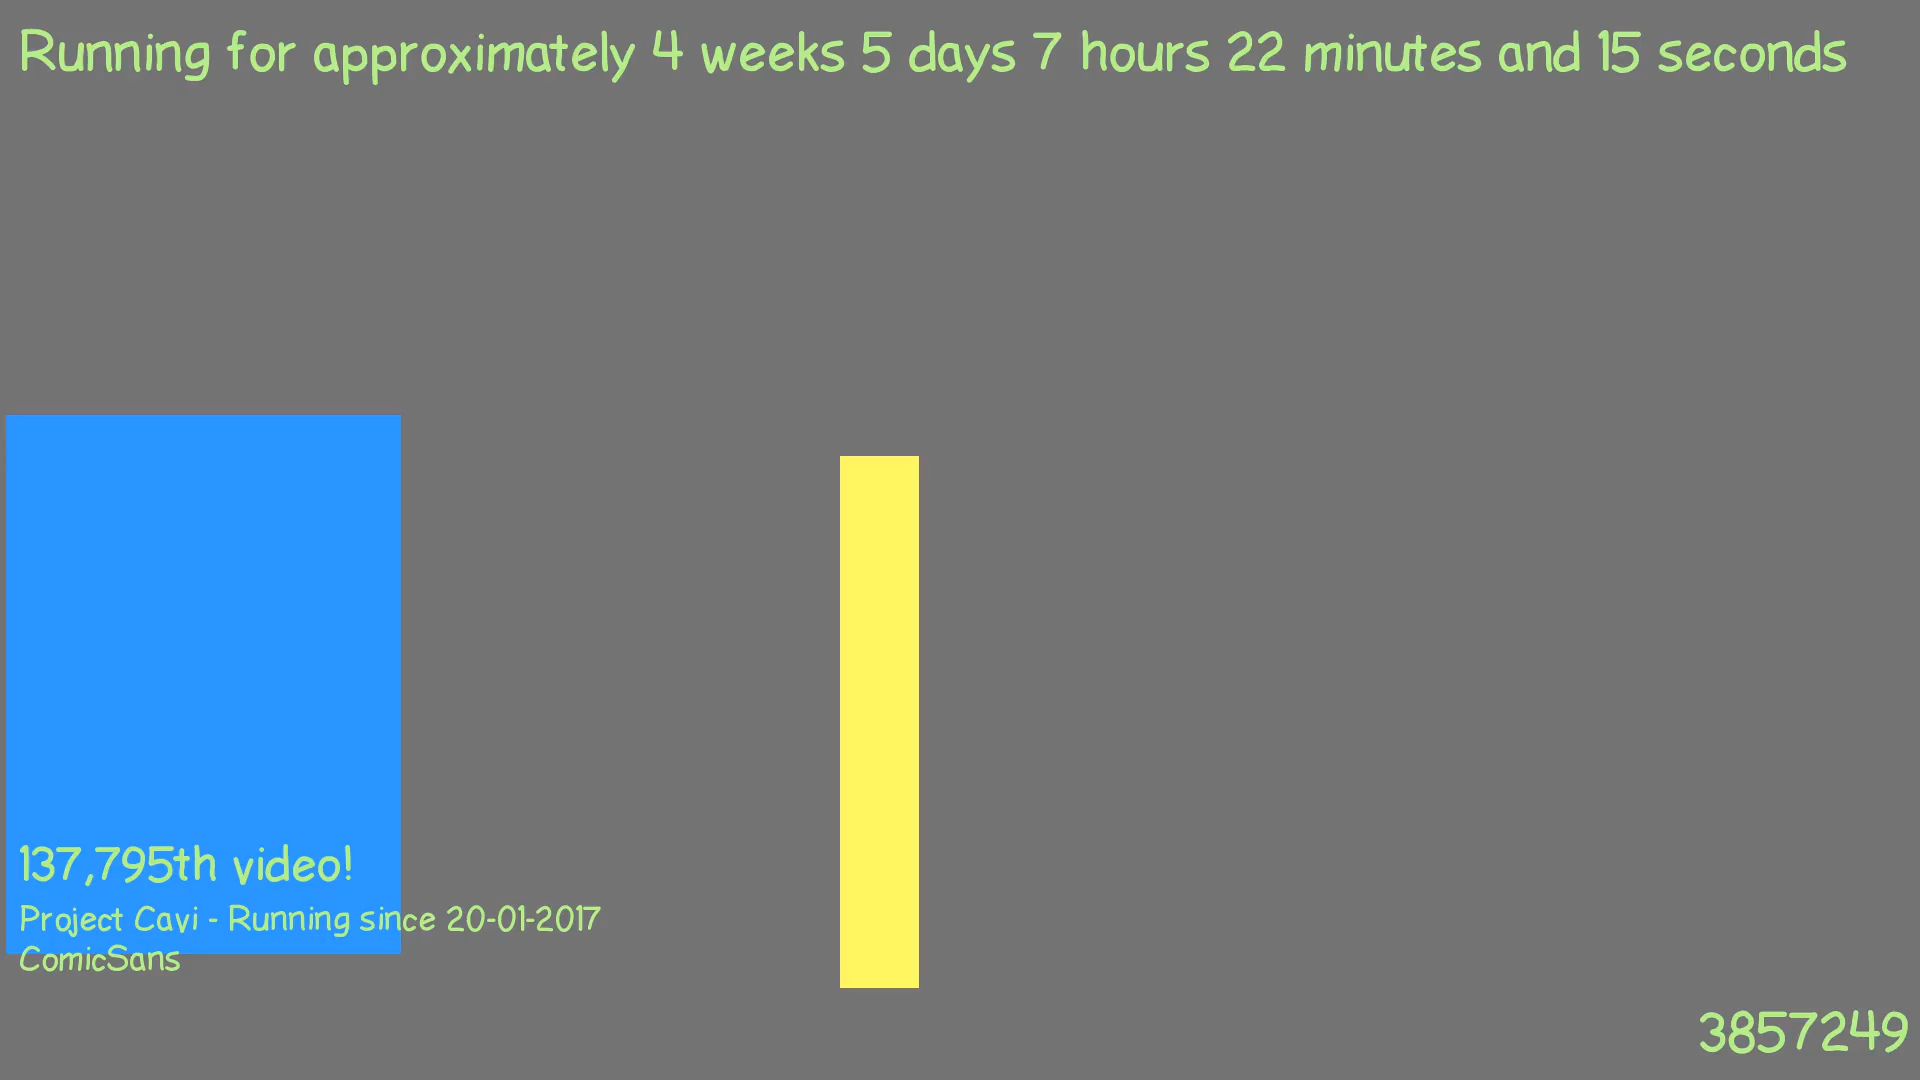 Running for approximately 4 weeks 5 days 7 hours 22 minutes and 15 seconds
137,795th video!
Project Cavi - Running since 20-01-2017
ComicSans
3857249